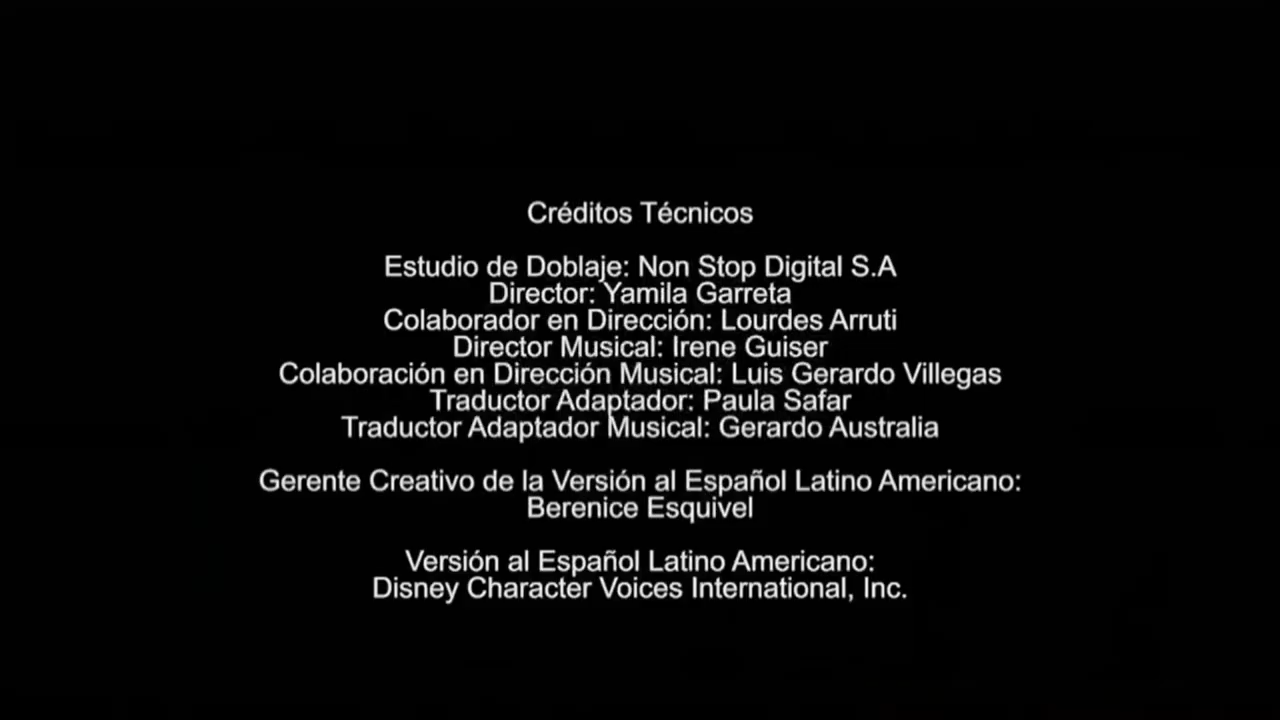 Créditos Técnicos
Estudio de Doblaje: Non Stop Digital S.A
Director: Yamila Garreta
Colaborador en Dirección: Lourdes Arruti
Director Musical: Irene Guiser
Colaboración en Dirección Musical: Luis Gerardo Villegas
Traductor Adaptador: Paula Safar
Traductor Adaptador Musical: Gerardo Australia
Gerente Creativo de la Versión al Español Latino Americano:
Berenice Esquivel
Versión al Español Latino Americano:
Disney Character Voices International, Inc.